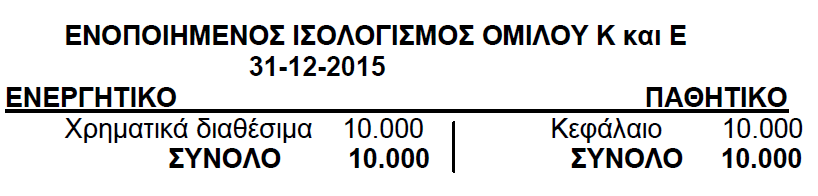 ΕΝΟΠΟΙΗΜΕΝΟΣ ΙΣΟΛΟΓΙΣΜΟΣ ΟΜΙΛΟΥ Κ και Ε
31-12-2015
ΕΝΕΡΓΗΤΙΚΟ ΠΑΘΗΤΙΚΟ
Χρηματικά διαθέσιμα 10.000 Κεφάλαιο 10.000
ΣΥΝΟΛΟ 10.000 ΣΥΝΟΛΟ 10.000